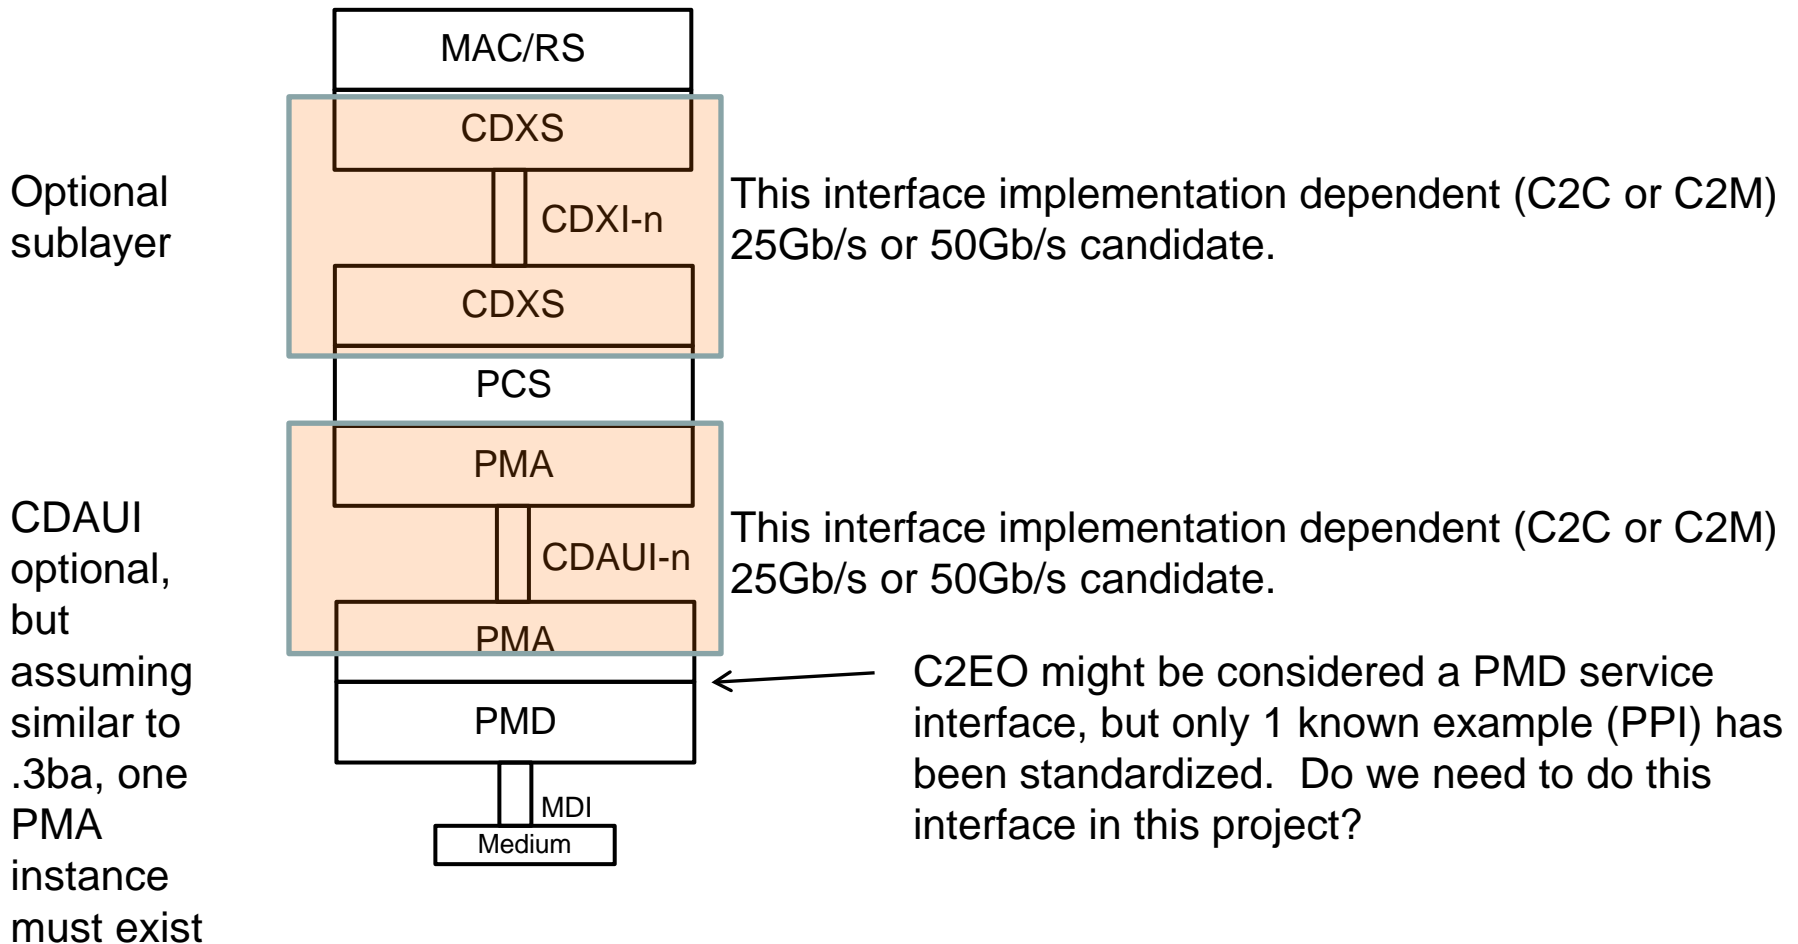 MAC/RS
CDXS
Optional
sublayer
CDXI-n
This interface implementation dependent (C2C or C2M)
25Gb/s or 50Gb/s candidate.
CDXS
PCS
PMA
CDAUI
optional,
but
assuming
similar to
.3ba, one
PMA
instance
must exist
CDAUI-n
This interface implementation dependent (C2C or C2M)
25Gb/s or 50Gb/s candidate.
PMA
C2EO might be considered a PMD service
interface, but only 1 known example (PPI) has
been standardized.  Do we need to do this
interface in this project?
PMD
MDI
Medium